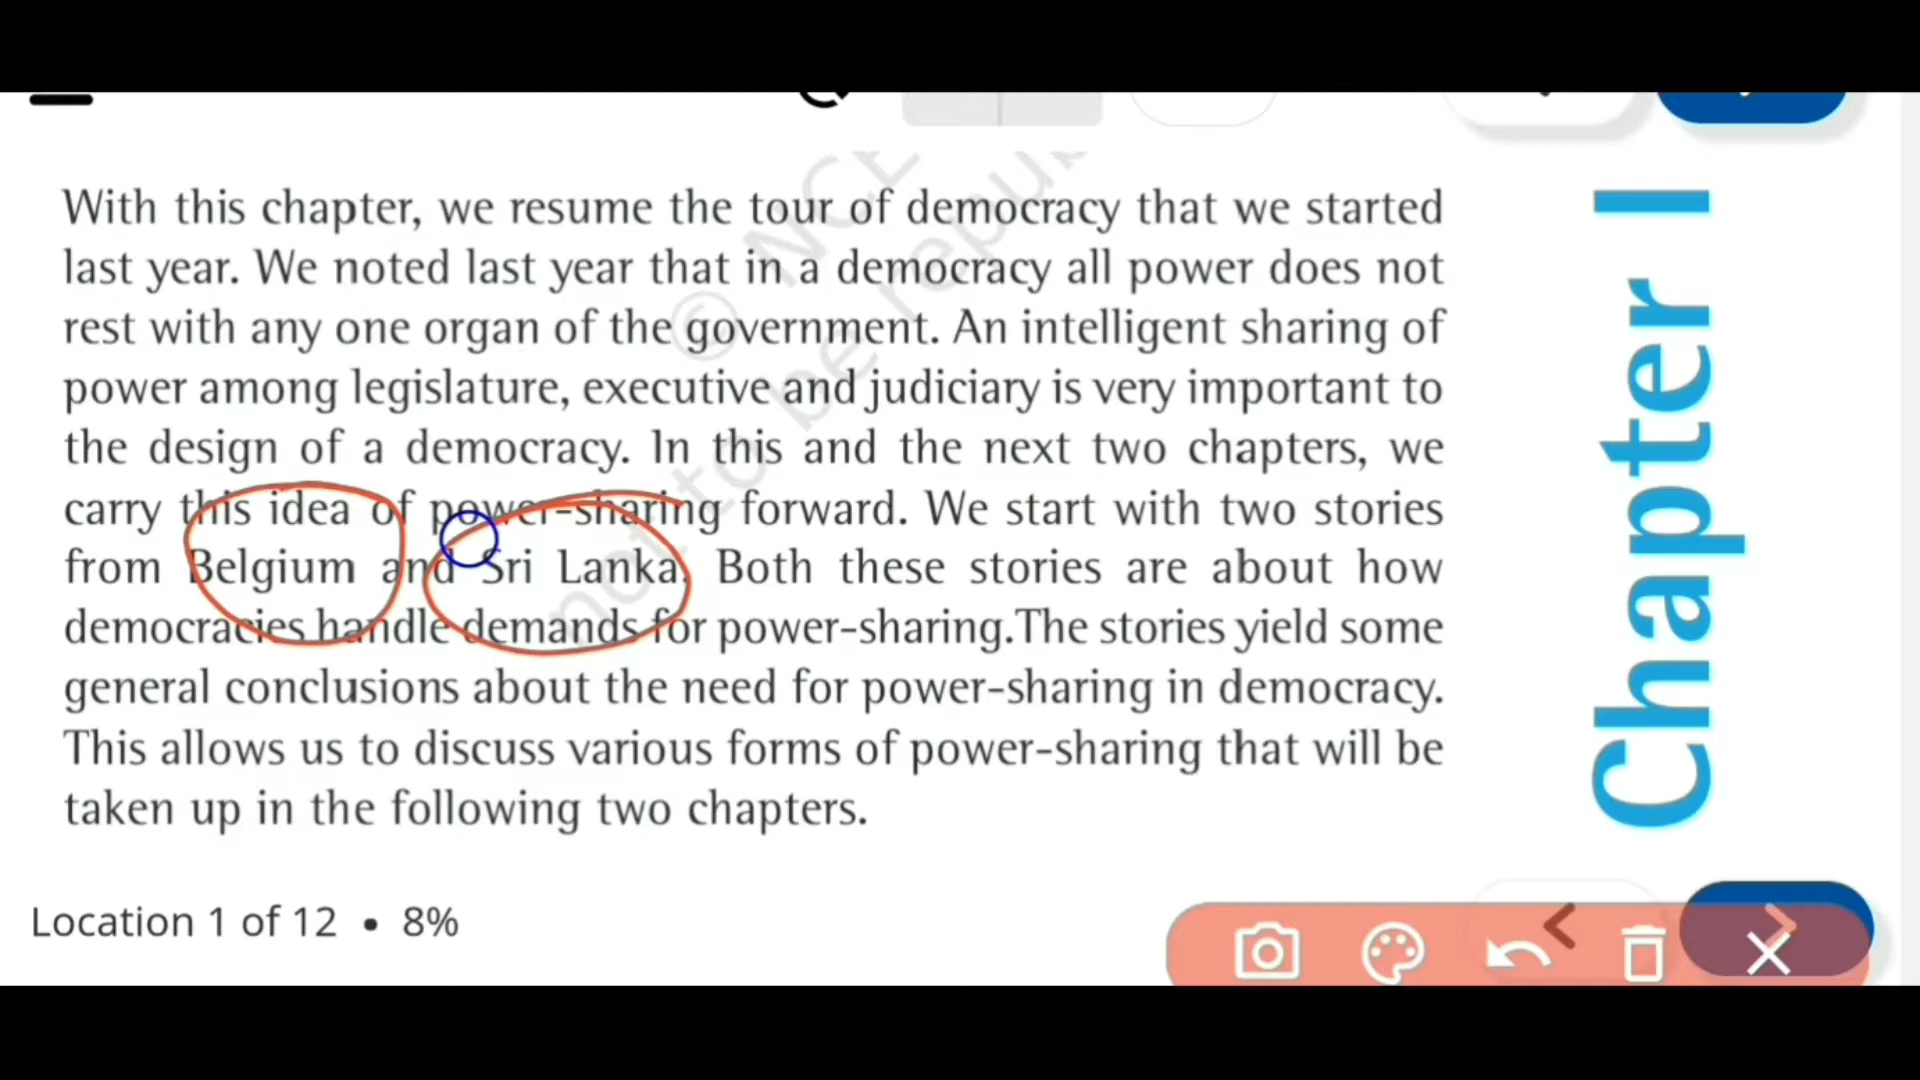 With this chapter, we resume the tour of democracy that we started
last year. We noted last year that in a democracy all power does not
rest with any one organ of the government. An intelligent sharing of
power among legislature, executive and judiciary is very important to
the design of a democracy. In this and the next two chapters, we
carry this idea of power-sharing forward. We start with two stories
from Belgium and Sri Lanka. Both these stories are about how
democracies handle demands for power-sharing.The stories yield some
general conclusions about the need for power-sharing in democracy.
This allows us to discuss various forms of power-sharing that will be
taken up in the following two chapters.
Chapter I
© NCE
not to be repu
Location 1 of 12 • 8%